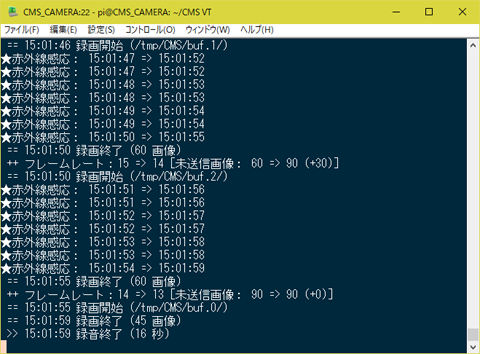 CMS_CAMERA:22 - pi@CMS_CAMERA: ~/CMS VT
ファイル(F) 編集(E) 設定(S) コントロール(O) ウィンドウ(W) ヘルプ(H)
== 15:01:46 録画開始 (/tmp/CMS/buf.1/)
★赤外線感応： 15:01:47 => 15:01:52
★赤外線感応： 15:01:47 => 15:01:52
★赤外線感応： 15:01:48 => 15:01:53
★赤外線感応： 15:01:48 => 15:01:53
★赤外線感応： 15:01:49 => 15:01:54
★赤外線感応： 15:01:49 => 15:01:54
★赤外線感応： 15:01:50 => 15:01:55
== 15:01:50 録画終了 (60 画像)
++ フレームレート：15 => 14 [未送信画像： 60 => 90 (+30)]
== 15:01:50 録画開始 (/tmp/CMS/buf.2/)
★赤外線感応： 15:01:51 => 15:01:56
★赤外線感応： 15:01:51 => 15:01:56
★赤外線感応： 15:01:52 => 15:01:57
★赤外線感応： 15:01:52 => 15:01:57
★赤外線感応： 15:01:53 => 15:01:58
★赤外線感応： 15:01:53 => 15:01:58
★赤外線感応： 15:01:54 => 15:01:59
== 15:01:55 録画終了 (60 画像)
++ フレームレート：14 => 13 [未送信画像： 90 => 90 (+0)]
== 15:01:55 録画開始 (/tmp/CMS/buf.0/)
== 15:01:59 録画終了 (45 画像)
>> 15:01:59 録音終了 (16 秒)